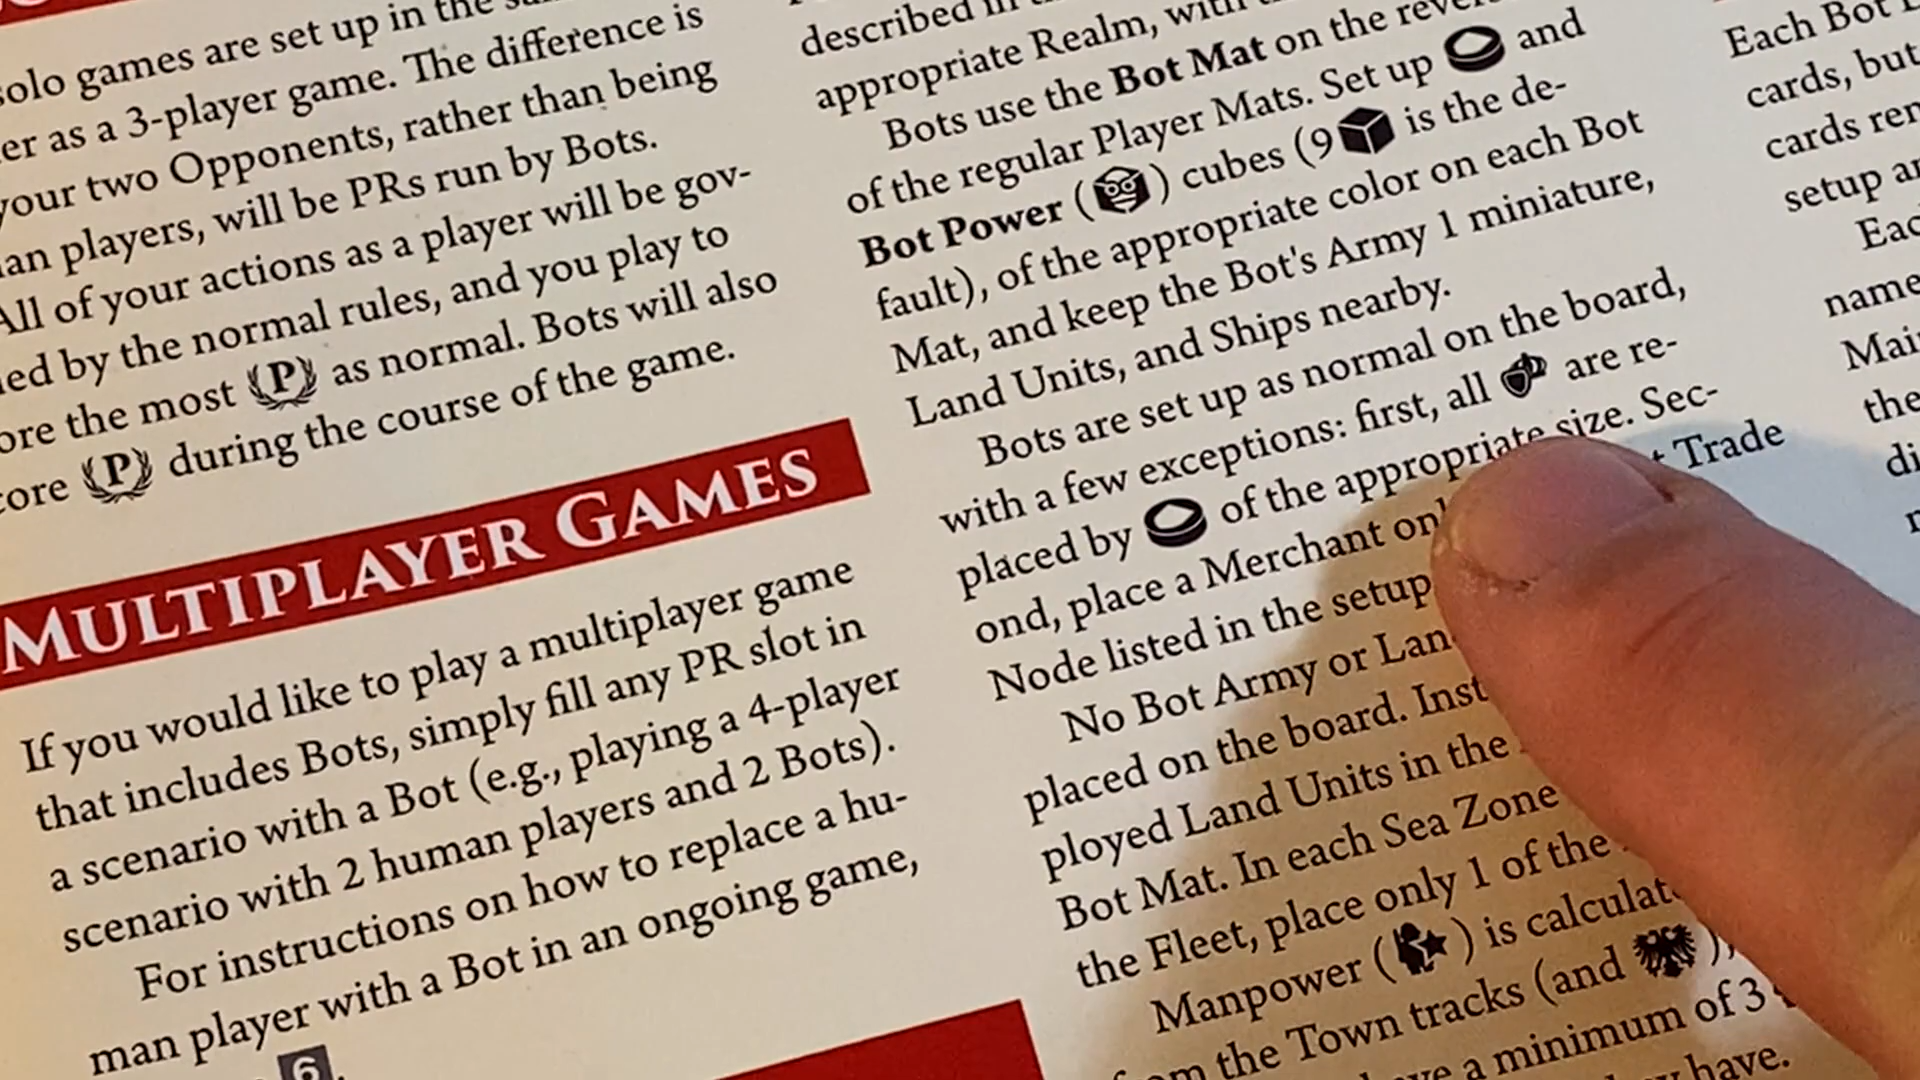 solo games are set up in the
er as a 3-player game. The difference is
your two Opponents, rather than being
an players, will be PRs run by Bots.
All of your actions as a player will be gov-
ned by the normal rules, and you play to
ore the most (P) as normal. Bots will also
core (P) during the course of the game.
MULTIPLAYER GAMES
If you would like to play a multiplayer game
that includes Bots, simply fill any PR slot in
a scenario with a Bot (e.g., playing a 4-player
scenario with 2 human players and 2 Bots).
For instructions on how to replace a hu-
man player with a Bot in an ongoing game,
6.
described in
appropriate Realm, with
Bots use the Bot Mat on the
of the regular Player Mats. Set up and
Bot Power ( ) cubes (9 is the de-
fault), of the appropriate color on each Bot
Mat, and keep the Bot's Army 1 miniature,
Land Units, and Ships nearby.
Bots are set up as normal on the board,
with a few exceptions: first, all are re-
placed by of the appropriate size. Sec-
ond, place a Merchant Trade
Node listed in the setup
No Bot Army or
placed on the board.
ployed Land Units in the
Bot Mat. In each Sea Zone
the Fleet, place only 1 of the
Manpower ( ) is
the Town tracks (and ),
a minimum of 3
have.
Each Bot
cards, but
cards
setup
name
the